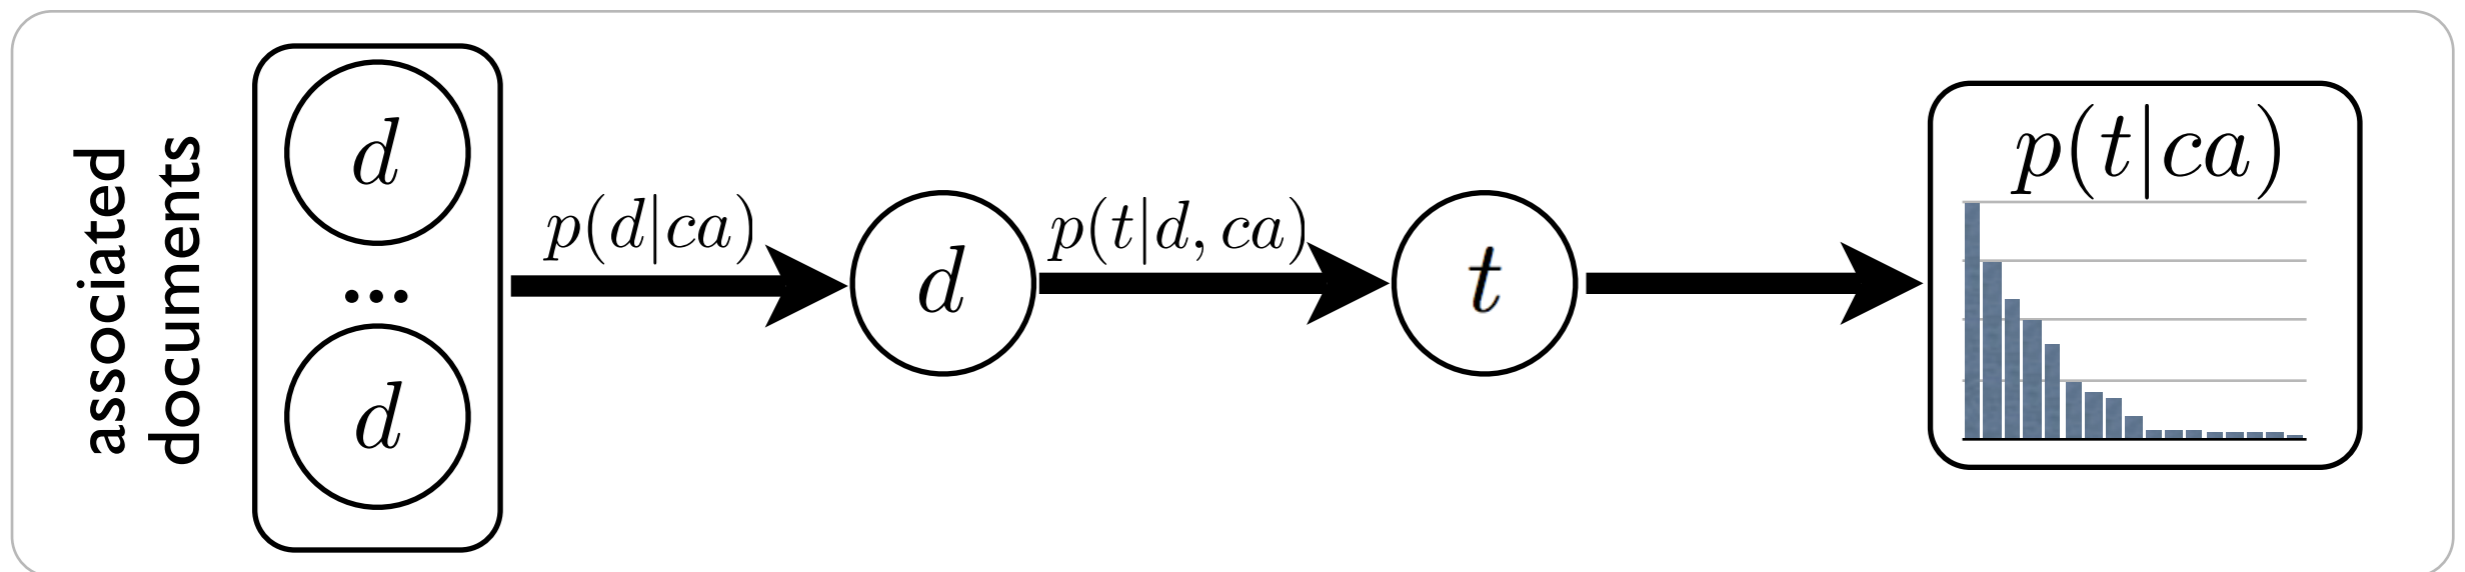 associated
documents
d
...
d
p(d|ca)
d
p(t|d, ca)
t
p(t|ca)